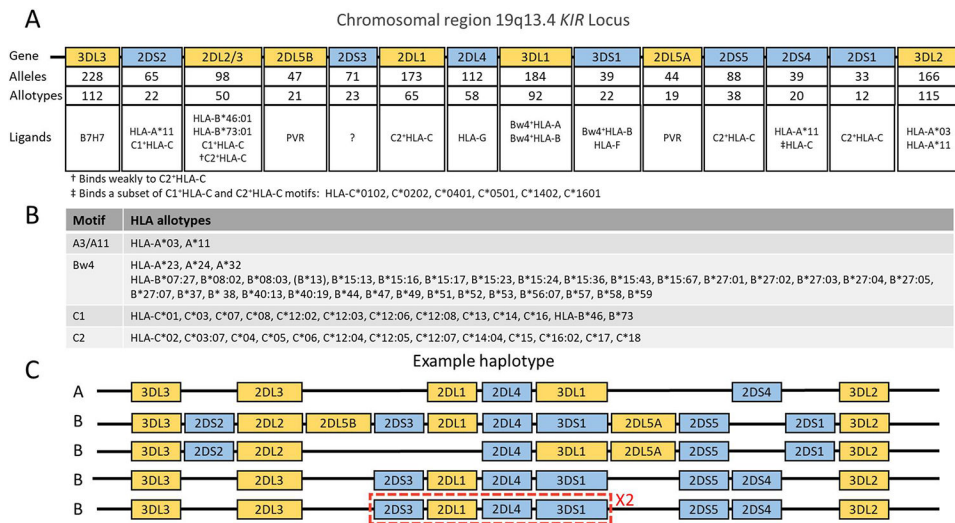 A
Chromosomal region 19q13.4 KIR Locus
Gene 3DL3 2DS2 2DL2/3 2DL5B 2DS3 2DL1 2DL4 3DL1 3DS1 2DL5A 2DS5 2DS4 2DS1 3DL2
Alleles 228 65 98 47 71 173 112 184 39 44 88 39 33 166
Allotypes 112 22 50 21 23 65 58 92 22 19 38 20 12 115
Ligands
B7H7
HLA-A*11
C1⁺HLA-C
HLA-B*46:01
HLA-B*73:01
C1⁺HLA-C
†C2⁺HLA-C
PVR
?
C2⁺HLA-C
HLA-G
Bw4⁺HLA-A
Bw4⁺HLA-B
Bw4⁺HLA-B
HLA-F
PVR
C2⁺HLA-C
HLA-A*11
‡HLA-C
C2⁺HLA-C
HLA-A*03
HLA-A*11
† Binds weakly to C2⁺HLA-C
‡ Binds a subset of C1⁺HLA-C and C2⁺HLA-C motifs: HLA-C*0102, C*0202, C*0401, C*0501, C*1402, C*1601
B
Motif HLA allotypes
A3/A11 HLA-A*03, A*11
Bw4 HLA-A*23, A*24, A*32
HLA-B*07:27, B*08:02, B*08:03, (B*13), B*15:13, B*15:16, B*15:17, B*15:23, B*15:24, B*15:36, B*15:43, B*15:67, B*27:01, B*27:02, B*27:03, B*27:04, B*27:05,
B*27:07, B*37, B* 38, B*40:13, B*40:19, B*44, B*47, B*49, B*51, B*52, B*53, B*56:07, B*57, B*58, B*59
C1 HLA-C*01, C*03, C*07, C*08, C*12:02, C*12:03, C*12:06, C*12:08, C*13, C*14, C*16, HLA-B*46, B*73
C2 HLA-C*02, C*03:07, C*04, C*05, C*06, C*12:04, C*12:05, C*12:07, C*14:04, C*15, C*16:02, C*17, C*18
C
Example haplotype
A 3DL3 2DL3 2DL1 2DL4 3DL1 2DS4 3DL2
B 3DL3 2DS2 2DL2 2DL5B 2DS3 2DL1 2DL4 3DS1 2DL5A 2DS5 2DS1 3DL2
B 3DL3 2DS2 2DL2 2DL4 3DL1 2DL5A 2DS5 2DS1 3DL2
B 3DL3 2DL3 2DS3 2DL1 2DL4 3DS1 2DS5 2DS4 3DL2
B 3DL3 2DL3 2DS3 2DL1 2DL4 3DS1 X2 2DS5 2DS4 3DL2